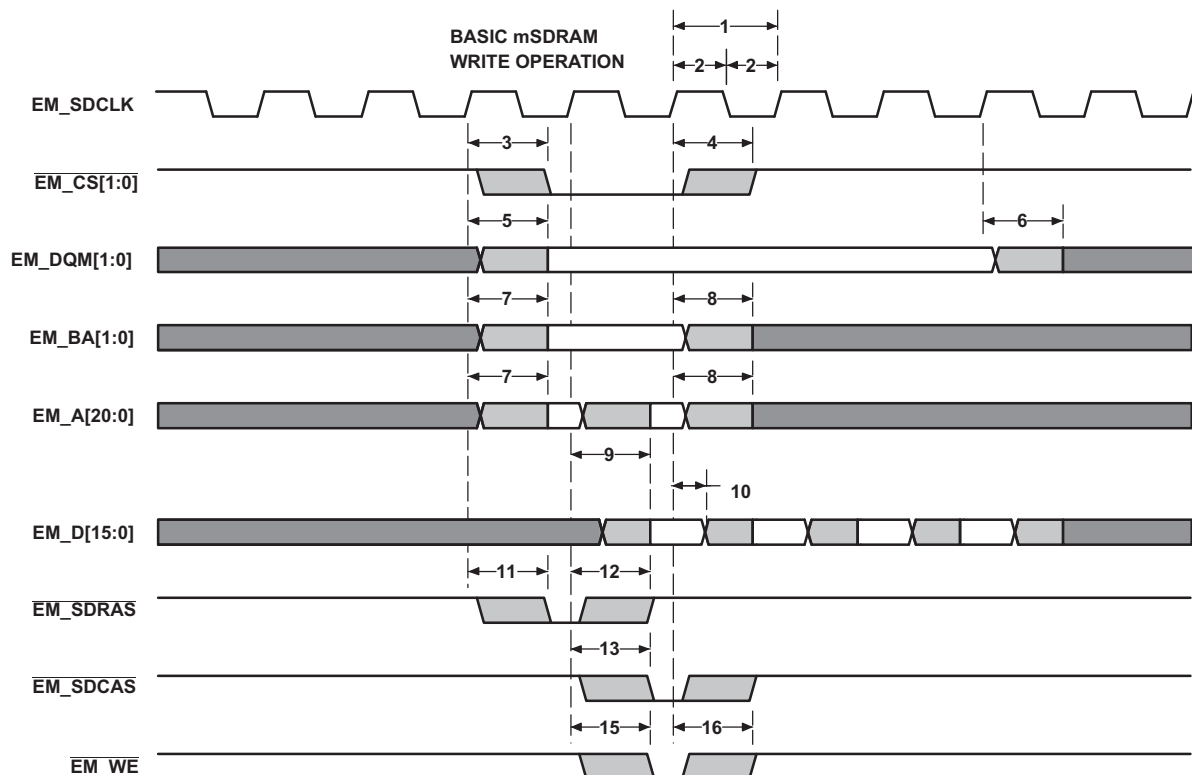 1
BASIC mSDRAM
WRITE OPERATION
2 2
EM_SDCLK
3 4
EM_CS[1:0]
5 6
EM_DQM[1:0]
7 8
EM_BA[1:0]
7 8
EM_A[20:0]
9
10
EM_D[15:0]
11 12
EM_SDRAS
13
EM_SDCAS
15 16
EM_WE